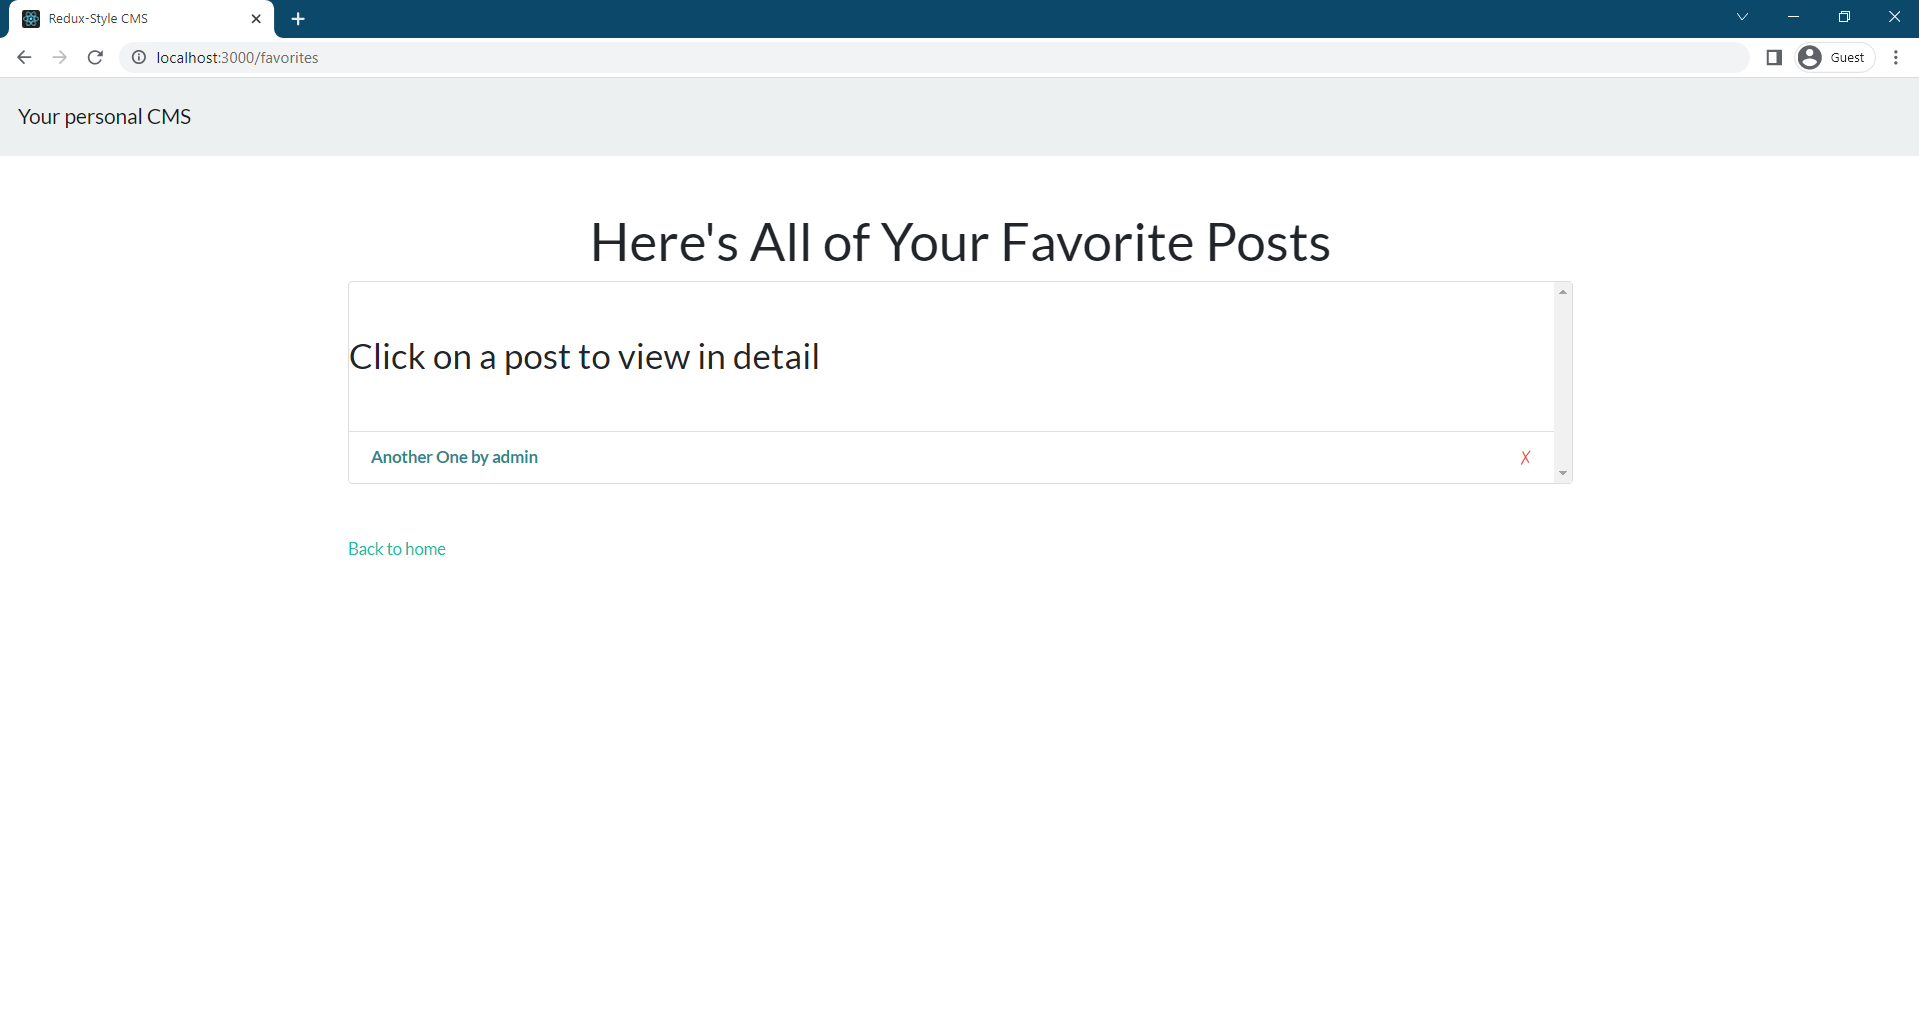 Redux-Style CMS
localhost:3000/favorites
Guest
Your personal CMS
Here's All of Your Favorite Posts
Click on a post to view in detail
Another One by admin
X
Back to home